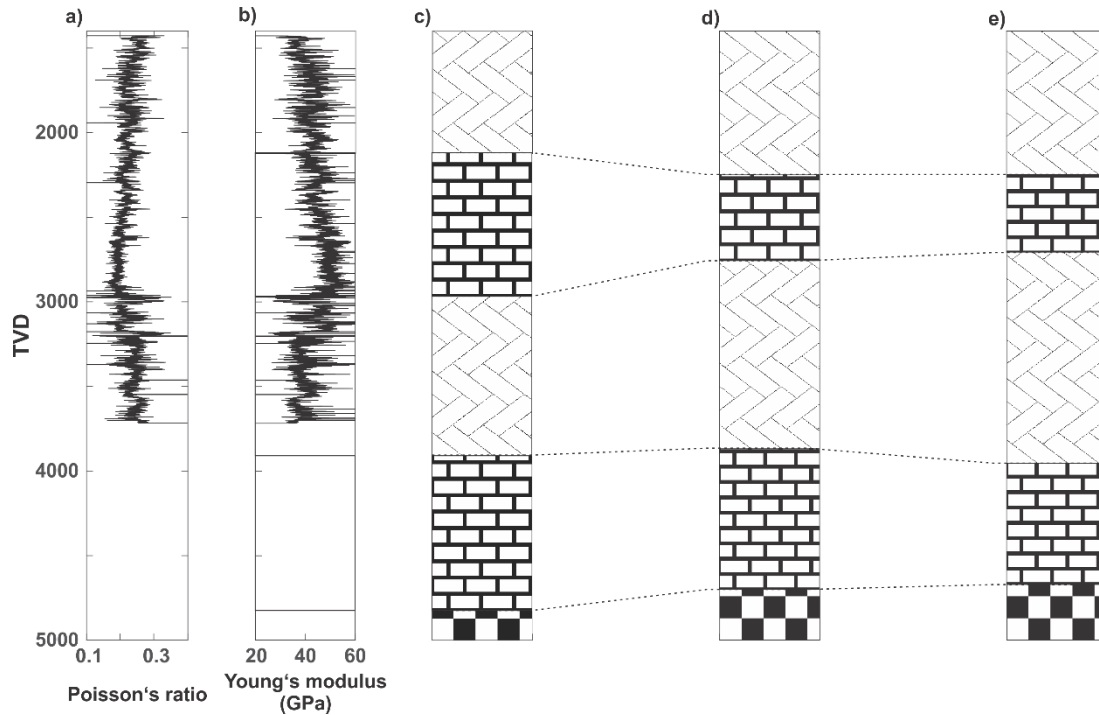 a)
b)
c)
d)
e)
TVD
2000
3000
4000
5000
0.1
0.3
20
40
60
Poisson‘s ratio
Young‘s modulus
(GPa)